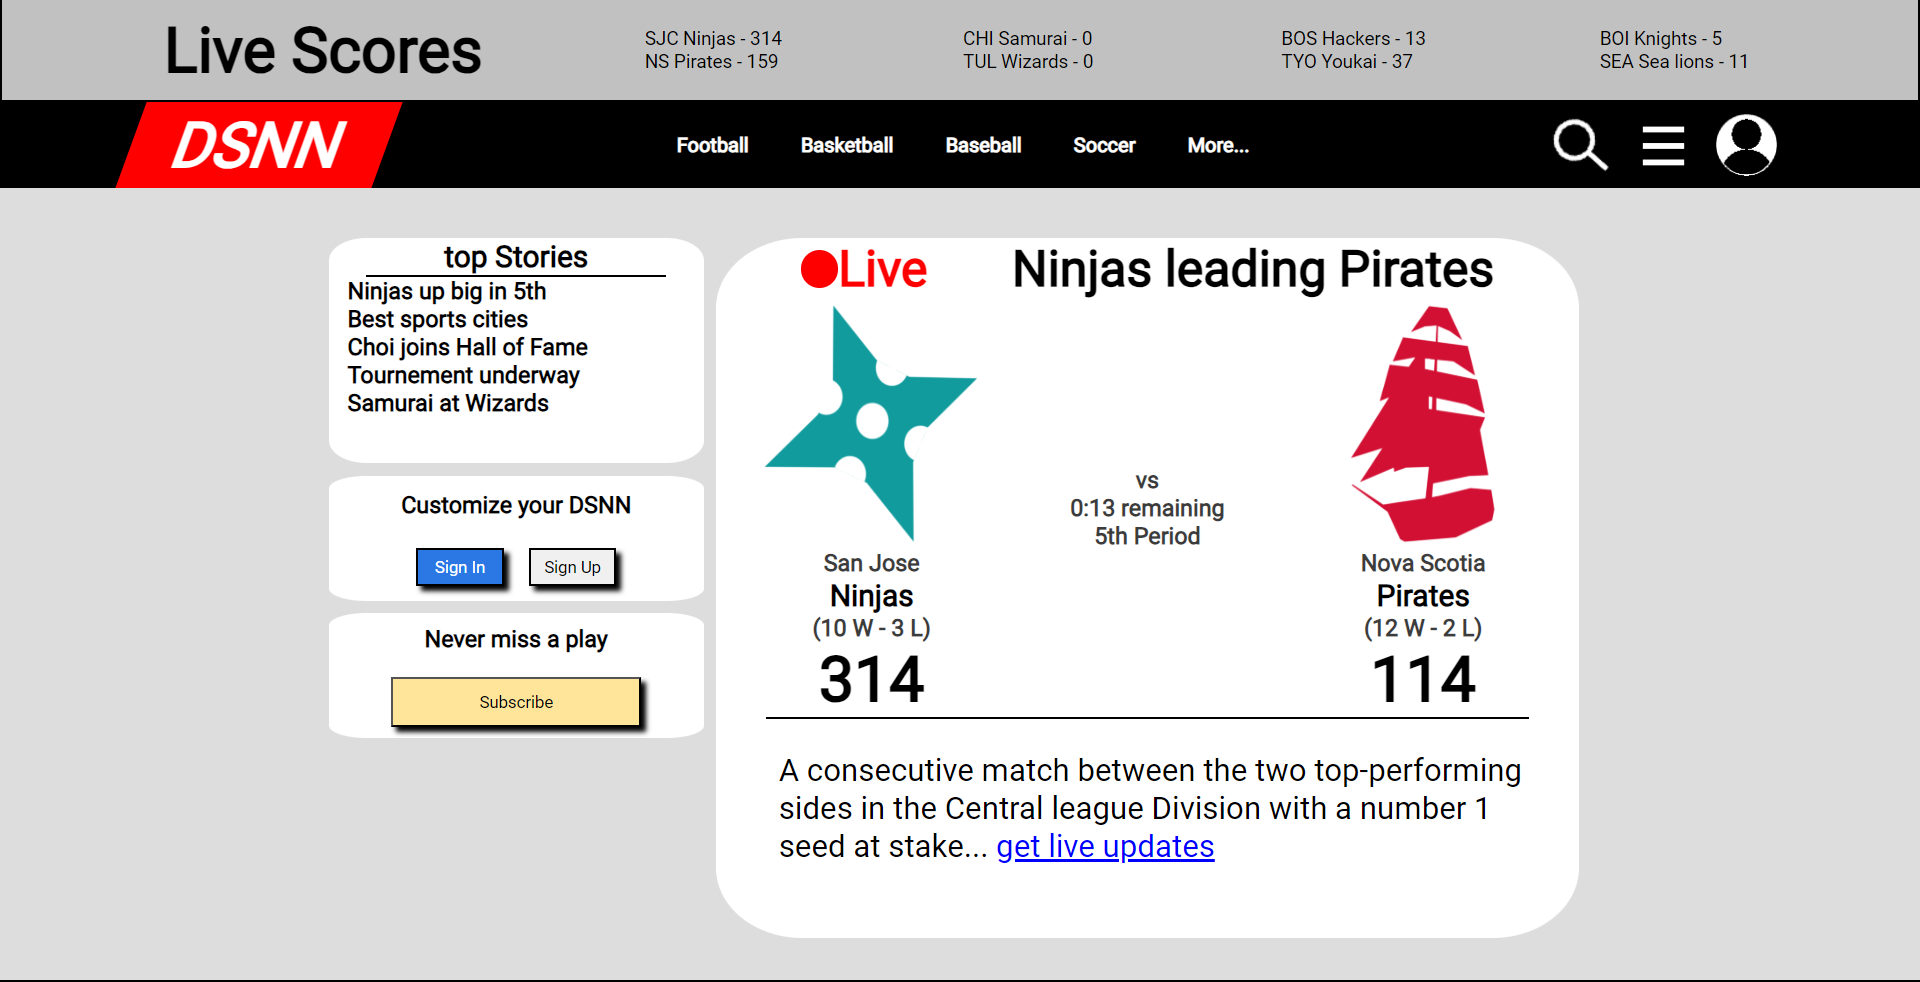 Live Scores
SJC Ninjas - 314
NS Pirates - 159
CHI Samurai - 0
TUL Wizards - 0
BOS Hackers - 13
TYO Youkai - 37
BOI Knights - 5
SEA Sea lions - 11
DSNN
Football
Basketball
Baseball
Soccer
More...
top Stories
Ninjas up big in 5th
Best sports cities
Choi joins Hall of Fame
Tournement underway
Samurai at Wizards
Customize your DSNN
Sign In
Sign Up
Never miss a play
Subscribe
Live
Ninjas leading Pirates
San Jose
Ninjas
(10 W - 3 L)
314
vs
0:13 remaining
5th Period
Nova Scotia
Pirates
(12 W - 2 L)
114
A consecutive match between the two top-performing
sides in the Central league Division with a number 1
seed at stake... get live updates